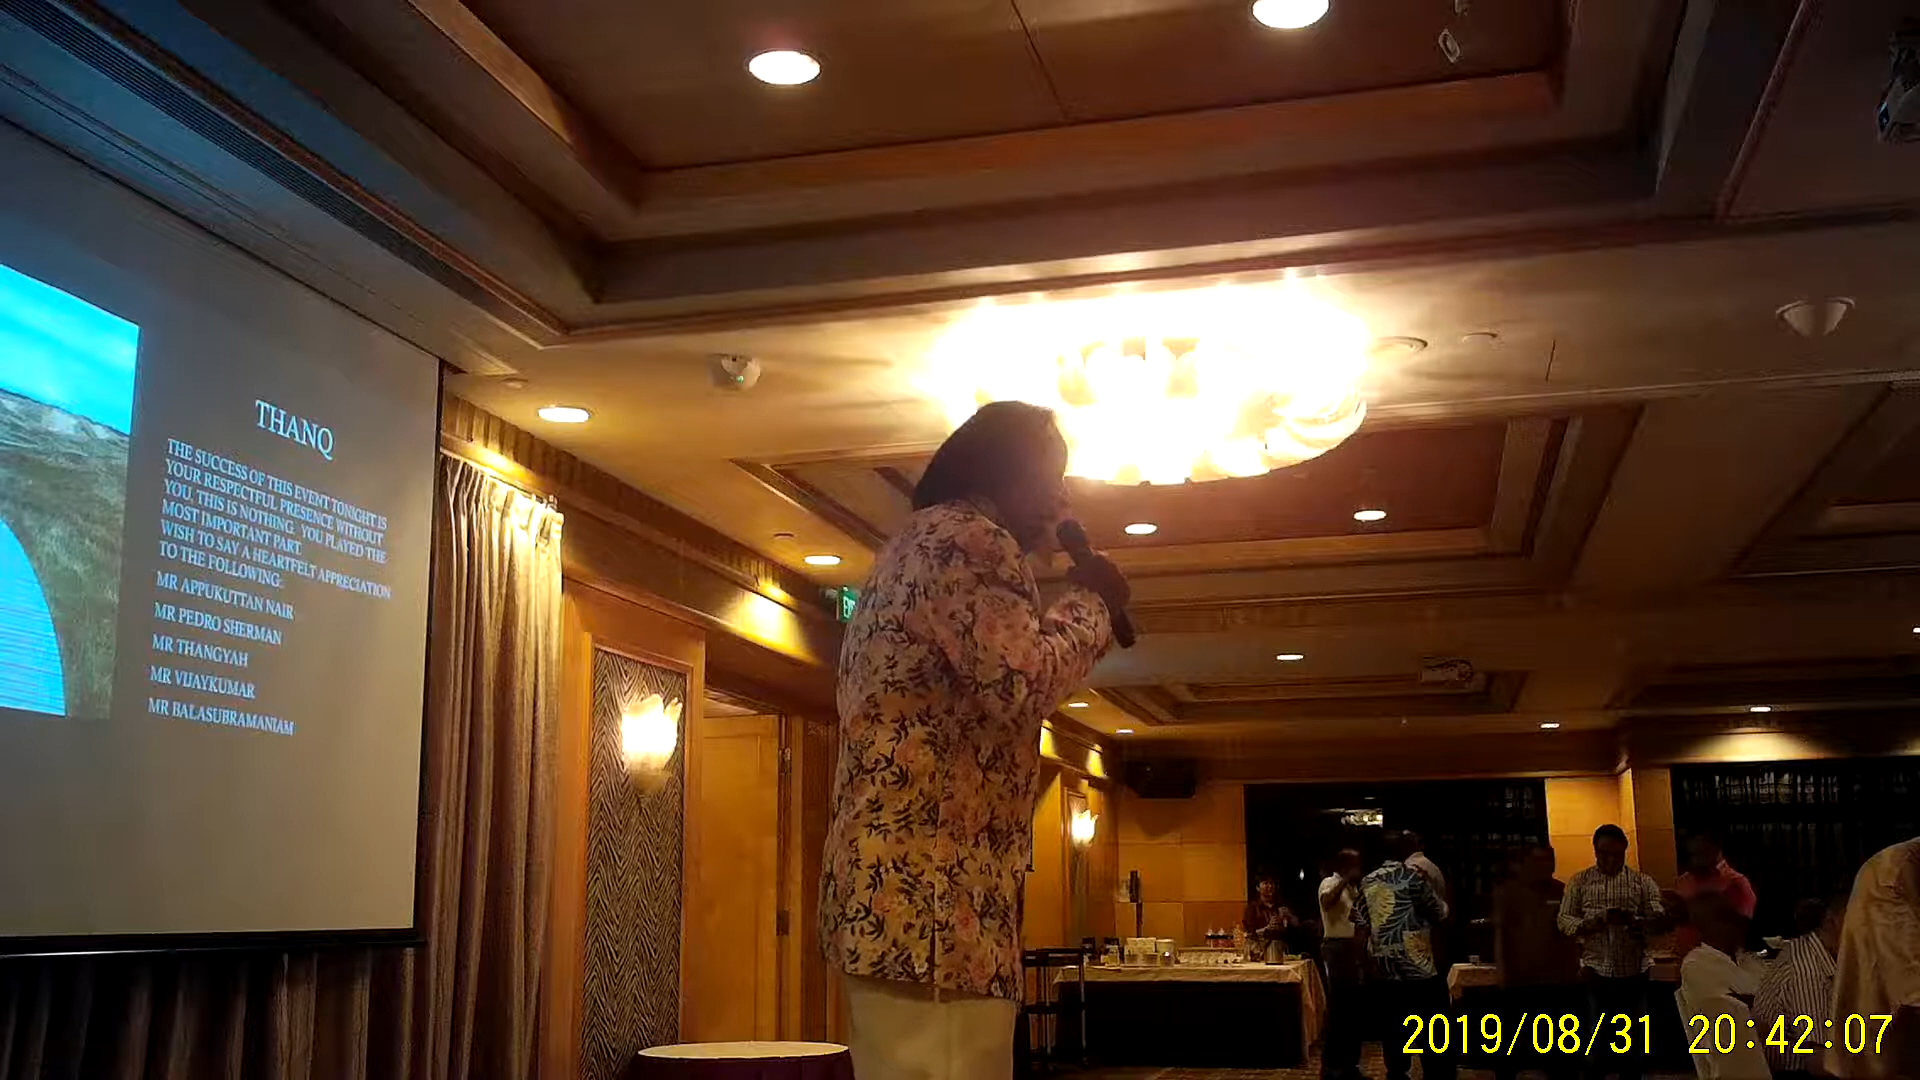 THANQ
THE SUCCESS OF THIS EVENT TONIGHT IS
YOUR RESPECTFUL PRESENCE WITHOUT
YOU, THIS IS NOTHING. YOU PLAYED THE
MOST IMPORTANT PART.
WISH TO SAY A HEARTFELT APPRECIATION
TO THE FOLLOWING:
MR APPUKUTTAN NAIR
MR PEDRO SHERMAN
MR THANGYAH
MR VIJAYKUMAR
MR BALASUBRAMANIAM
2019/08/31 20:42:07